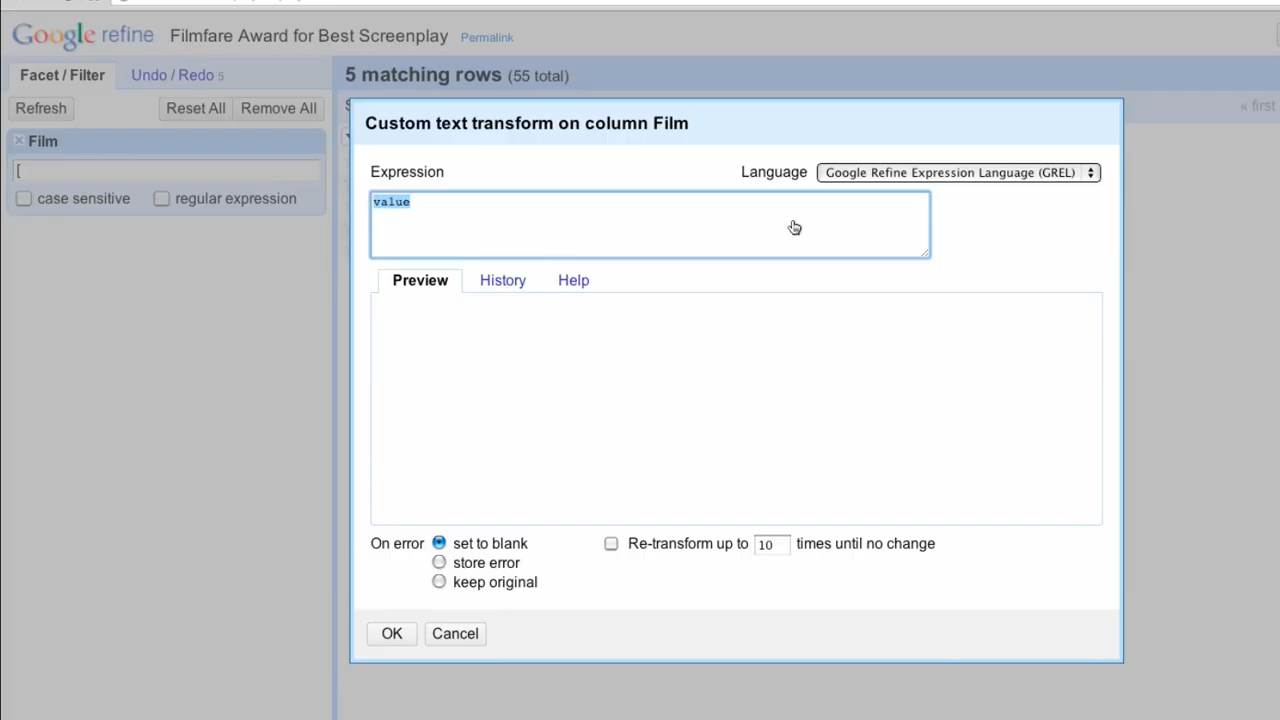 Google refine Filmfare Award for Best Screenplay Permalink
Facet / Filter Undo / Redo 5
5 matching rows (55 total)
Refresh Reset All Remove All
« first
Film
[
case sensitive regular expression
Custom text transform on column Film
Expression Language Google Refine Expression Language (GREL)
value
Preview History Help
On error set to blank Re-transform up to 10 times until no change
store error
keep original
OK Cancel